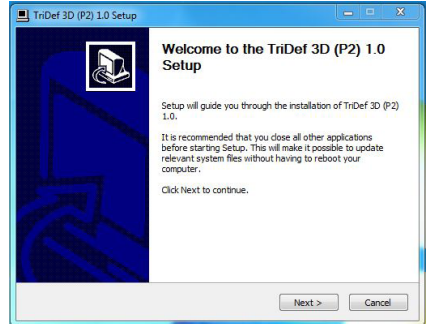 TriDef 3D (P2) 1.0 Setup
Welcome to the TriDef 3D (P2) 1.0
Setup
Setup will guide you through the installation of TriDef 3D (P2)
1.0.
It is recommended that you close all other applications
before starting Setup. This will make it possible to update
relevant system files without having to reboot your
computer.
Click Next to continue.
Next > Cancel